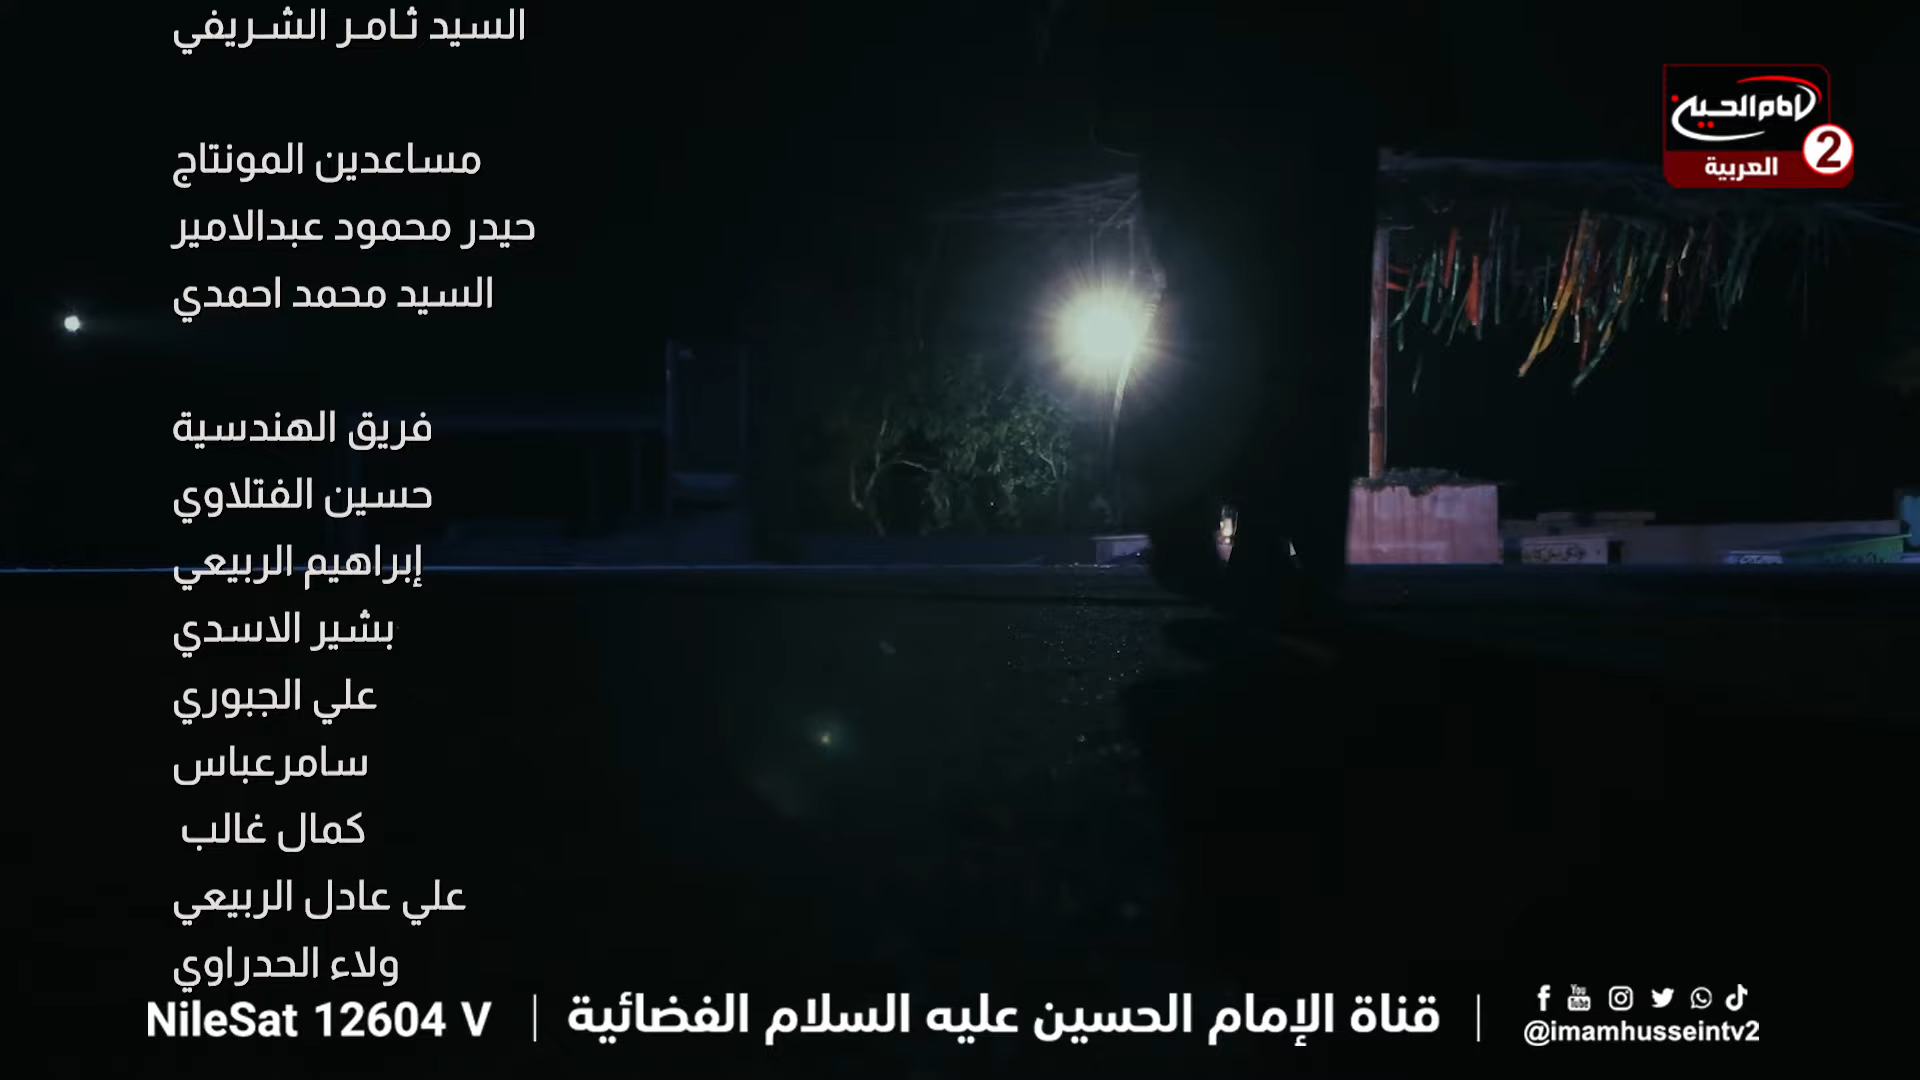 السيد ثامر الشريفي
مساعدين المونتاج
حيدر محمود عبدالامير
السيد محمد احمدي
فريق الهندسية
حسين الفتلاوي
إبراهيم الربيعي
بشير الاسدي
علي الجبوري
سامرعباس
كمال غالب
علي عادل الربيعي
ولاء الحدراوي
امام الحسين
2
العربية
NileSat 12604 V | قناة الإمام الحسين عليه السلام الفضائية |
@imamhusseintv2